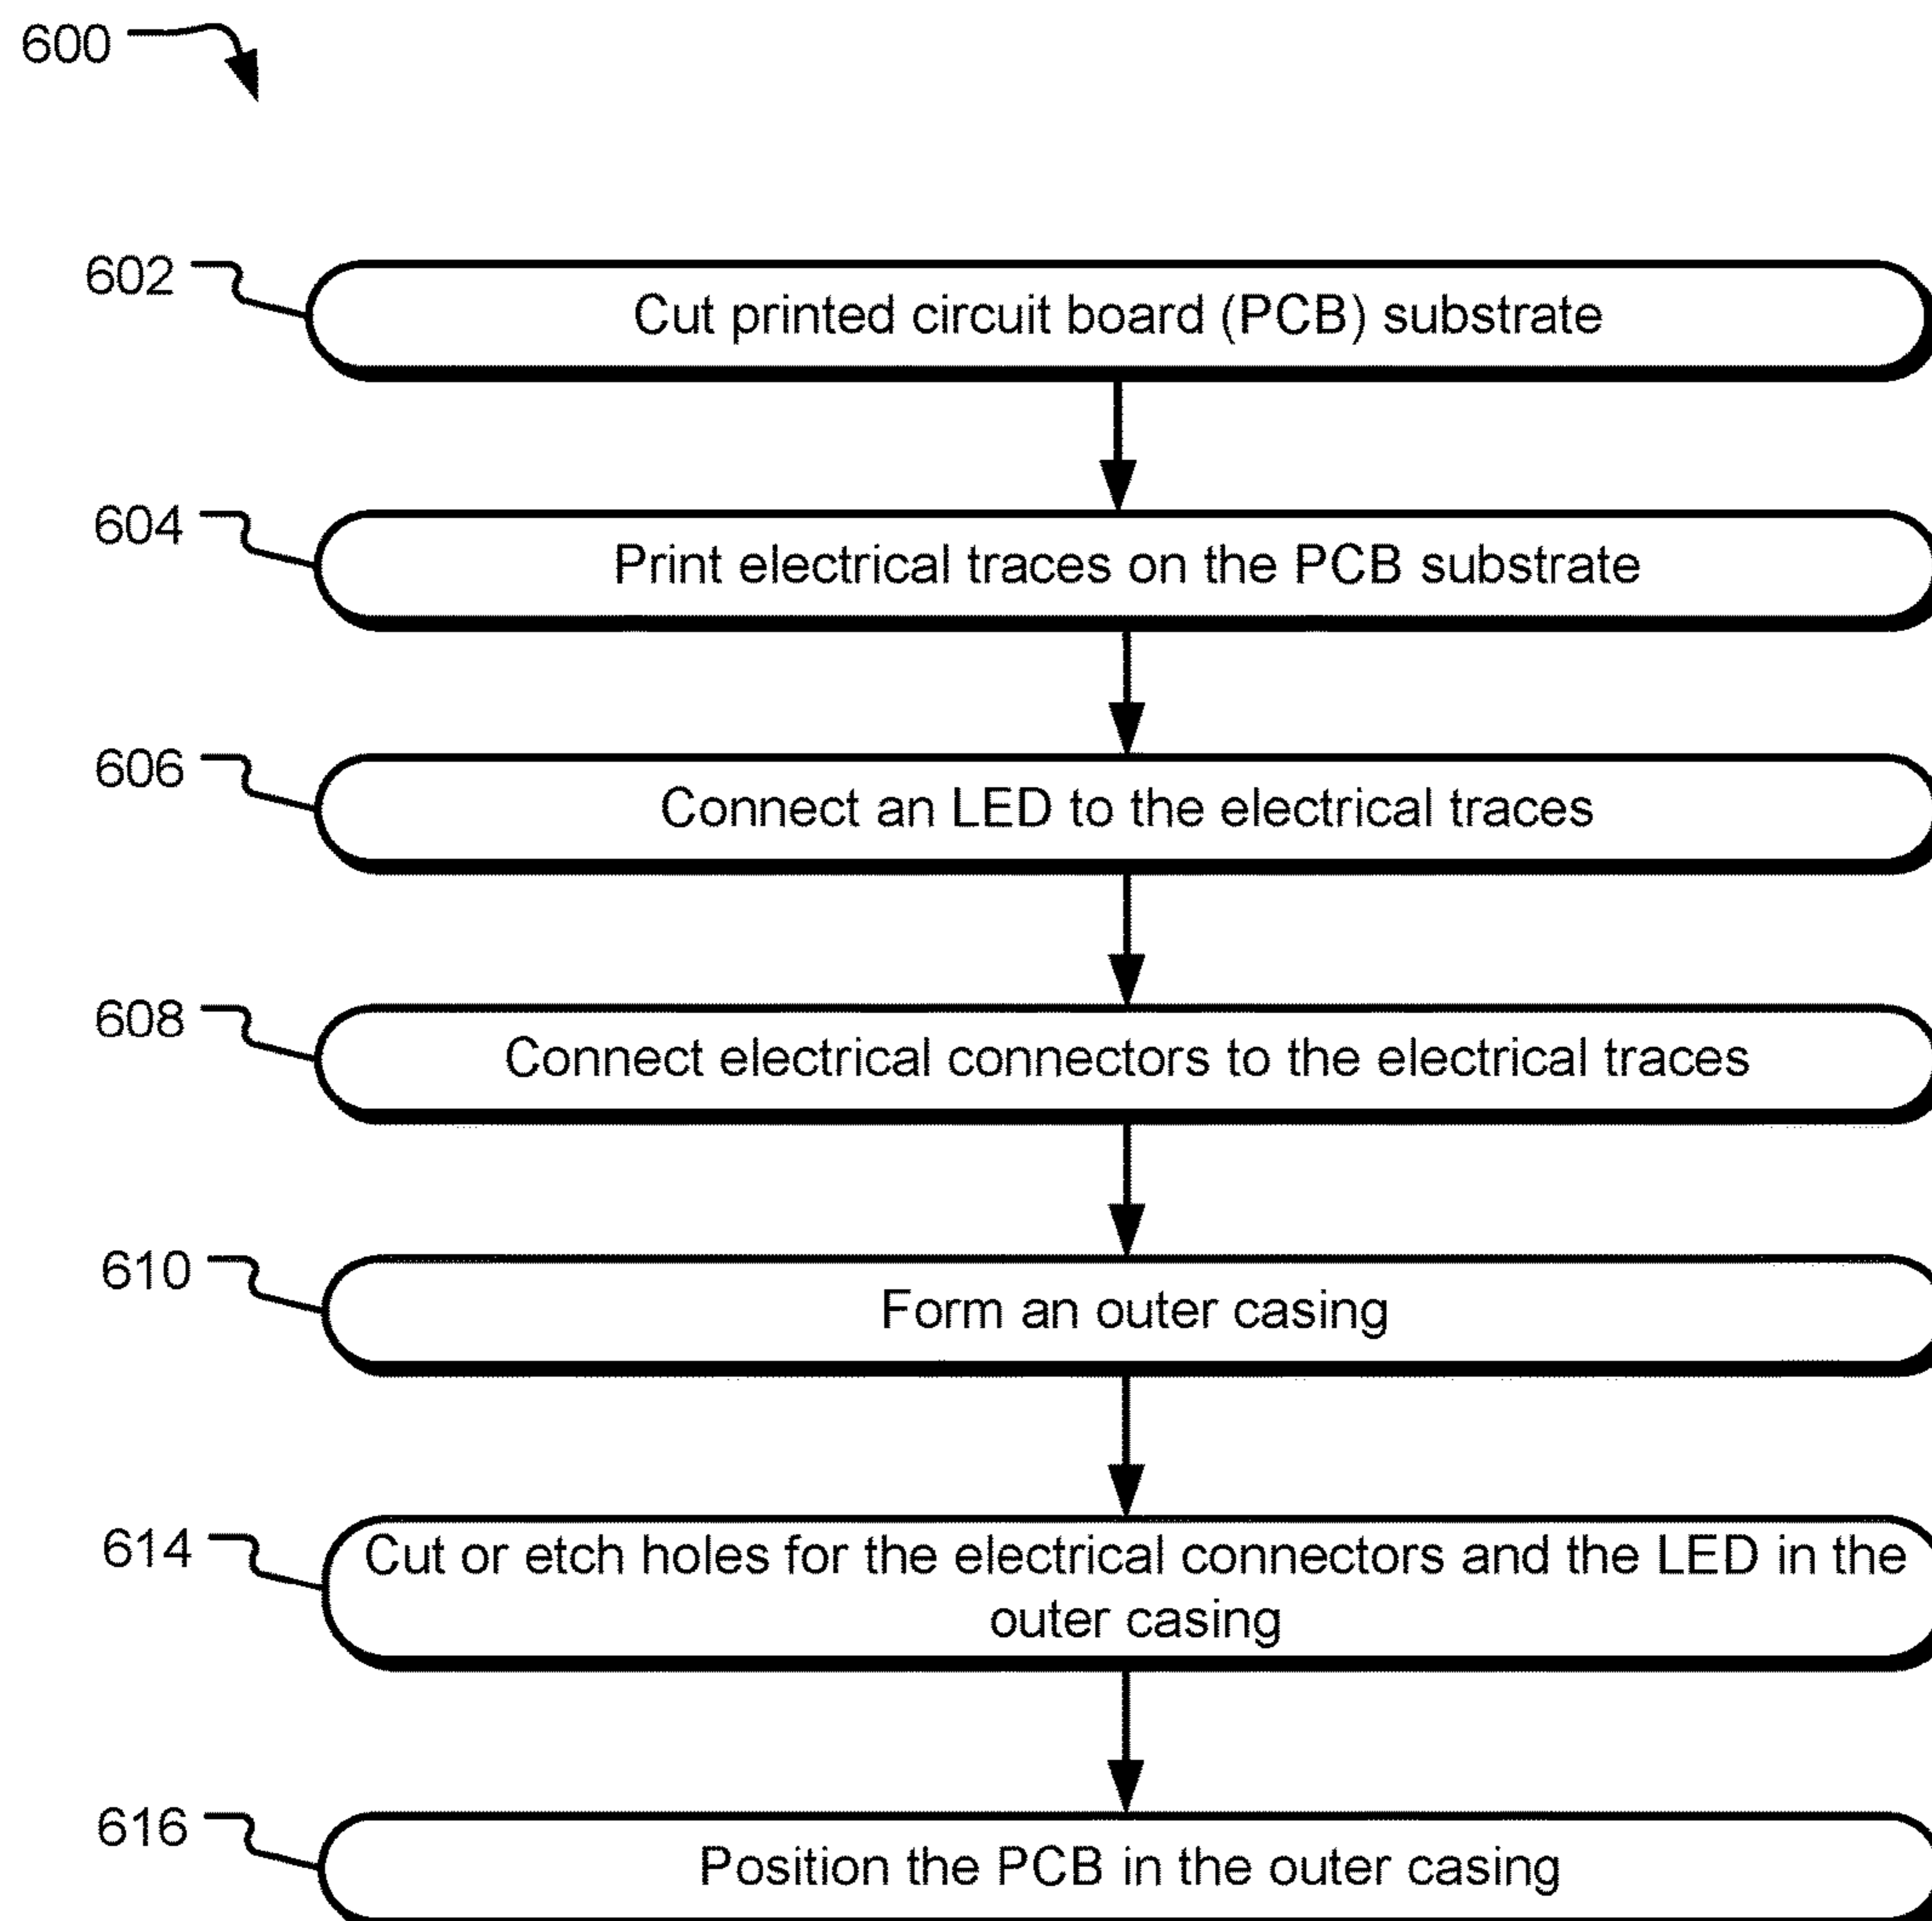 600
602
Cut printed circuit board (PCB) substrate
604
Print electrical traces on the PCB substrate
606
Connect an LED to the electrical traces
608
Connect electrical connectors to the electrical traces
610
Form an outer casing
614
Cut or etch holes for the electrical connectors and the LED in the
outer casing
616
Position the PCB in the outer casing